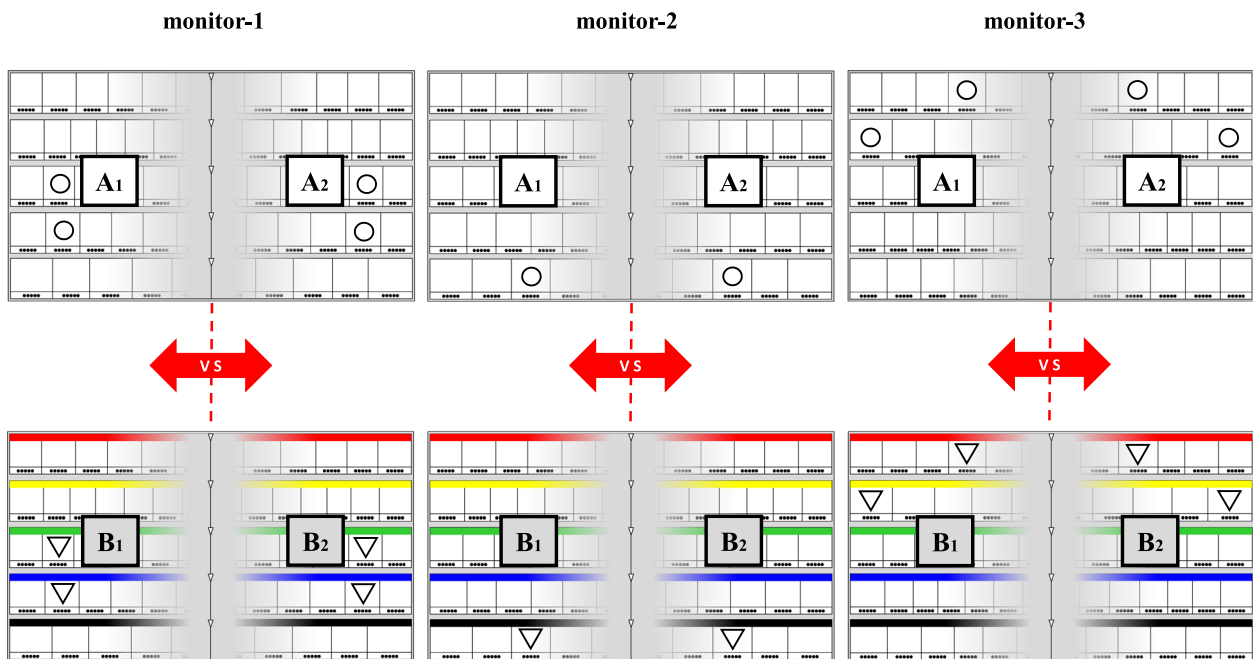 monitor-1 monitor-2 monitor-3
A1 A2 A1 A2 A1 A2
VS VS VS
B1 B2 B1 B2 B1 B2